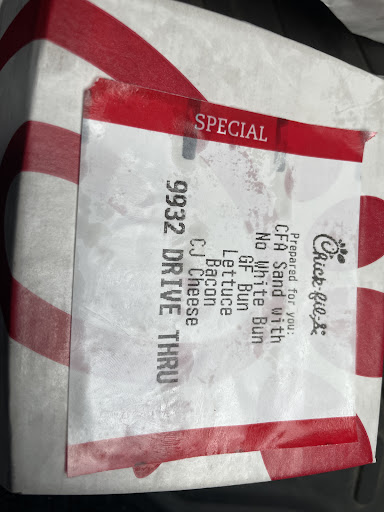 SPECIAL
Chick-fil-A
Prepared for you:
CFA Sand with
No White Bun
GF Bun
Lettuce
Bacon
CJ Cheese
9932 DRIVE THRU